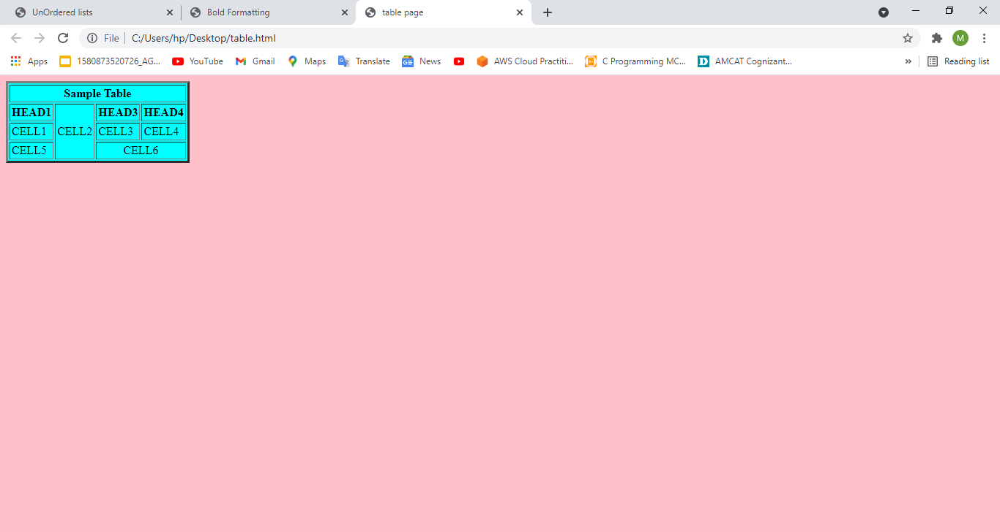 UnOrdered lists
Bold Formatting
table page
File
C:/Users/hp/Desktop/table.html
M
Apps
1580873520726_AG...
YouTube
Gmail
Maps
Translate
News
AWS Cloud Practiti...
C Programming MC...
AMCAT Cognizant...
»
Reading list
Sample Table
HEAD1 HEAD3 HEAD4
CELL1 CELL2 CELL3 CELL4
CELL5 CELL6